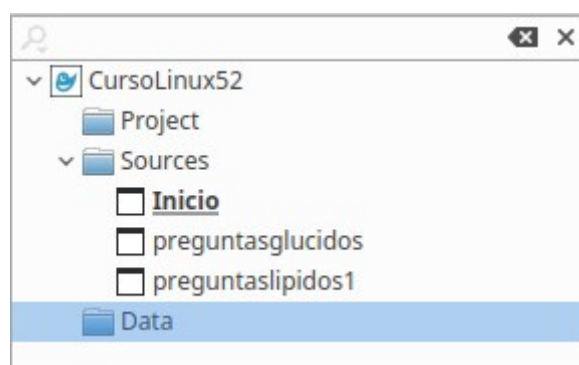 CursoLinux52
Project
Sources
Inicio
preguntasglucidos
preguntaslipidos1
Data